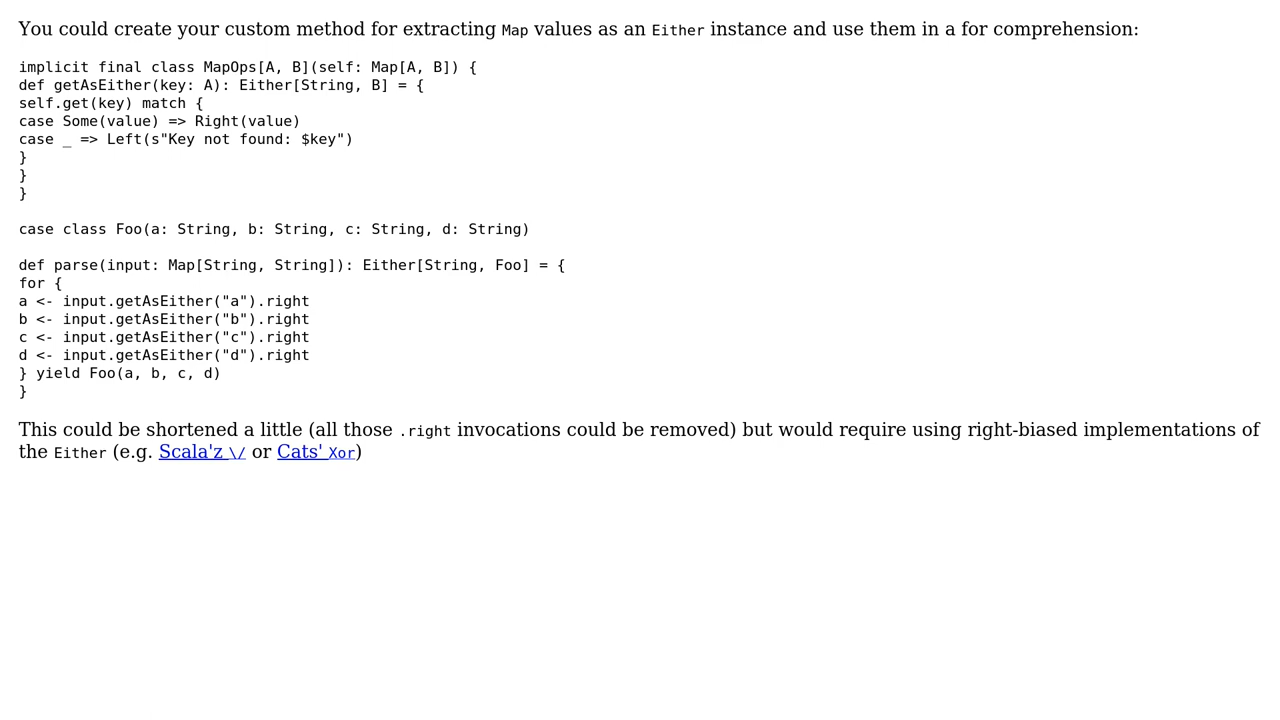 You could create your custom method for extracting Map values as an Either instance and use them in a for comprehension:
implicit final class MapOps[A, B](self: Map[A, B]) {
def getAsEither(key: A): Either[String, B] = {
self.get(key) match {
case Some(value) => Right(value)
case _ => Left(s"Key not found: $key")
}
}
}
case class Foo(a: String, b: String, c: String, d: String)
def parse(input: Map[String, String]): Either[String, Foo] = {
for {
a <- input.getAsEither("a").right
b <- input.getAsEither("b").right
c <- input.getAsEither("c").right
d <- input.getAsEither("d").right
} yield Foo(a, b, c, d)
}
This could be shortened a little (all those .right invocations could be removed) but would require using right-biased implementations of
the Either (e.g. Scala'z \/ or Cats' Xor)